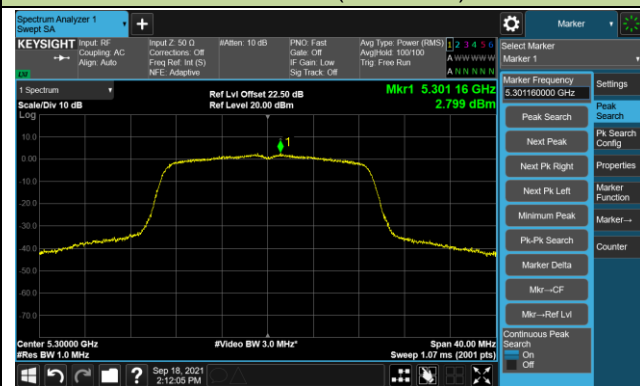 Spectrum Analyzer 1
Swept SA
Marker
KEYSIGHT
Input: RF
Coupling: AC
Align: Auto
Input Z: 50 Ω
Corrections: Off
Freq Ref: Int (S)
NFE: Adaptive
#Atten: 10 dB
PNO: Fast
Gate: Off
IF Gain: Low
Sig Track: Off
Avg Type: Power (RMS)
Avg|Hold: 100/100
Trig: Free Run
1 2 3 4 5 6
A W W W W W
A N N N N N
Select Marker
Marker 1
1 Spectrum
Scale/Div 10 dB
Log
Ref Lvl Offset 22.50 dB
Ref Level 20.00 dBm
Mkr1 5.301 16 GHz
2.799 dBm
1
10.0
0.00
-10.0
-20.0
-30.0
-40.0
-50.0
-60.0
-70.0
Center 5.30000 GHz
#Res BW 1.0 MHz
#Video BW 3.0 MHz*
Span 40.00 MHz
Sweep 1.07 ms (2001 pts)
Marker Frequency
5.301160000 GHz
Peak Search
Next Peak
Next Pk Right
Next Pk Left
Minimum Peak
Pk-Pk Search
Marker Delta
Mkr→CF
Mkr→Ref Lvl
Continuous Peak
Search
On
Off
Settings
Peak
Search
Pk Search
Config
Properties
Marker
Function
Marker→
Counter
Sep 18, 2021
2:12:05 PM